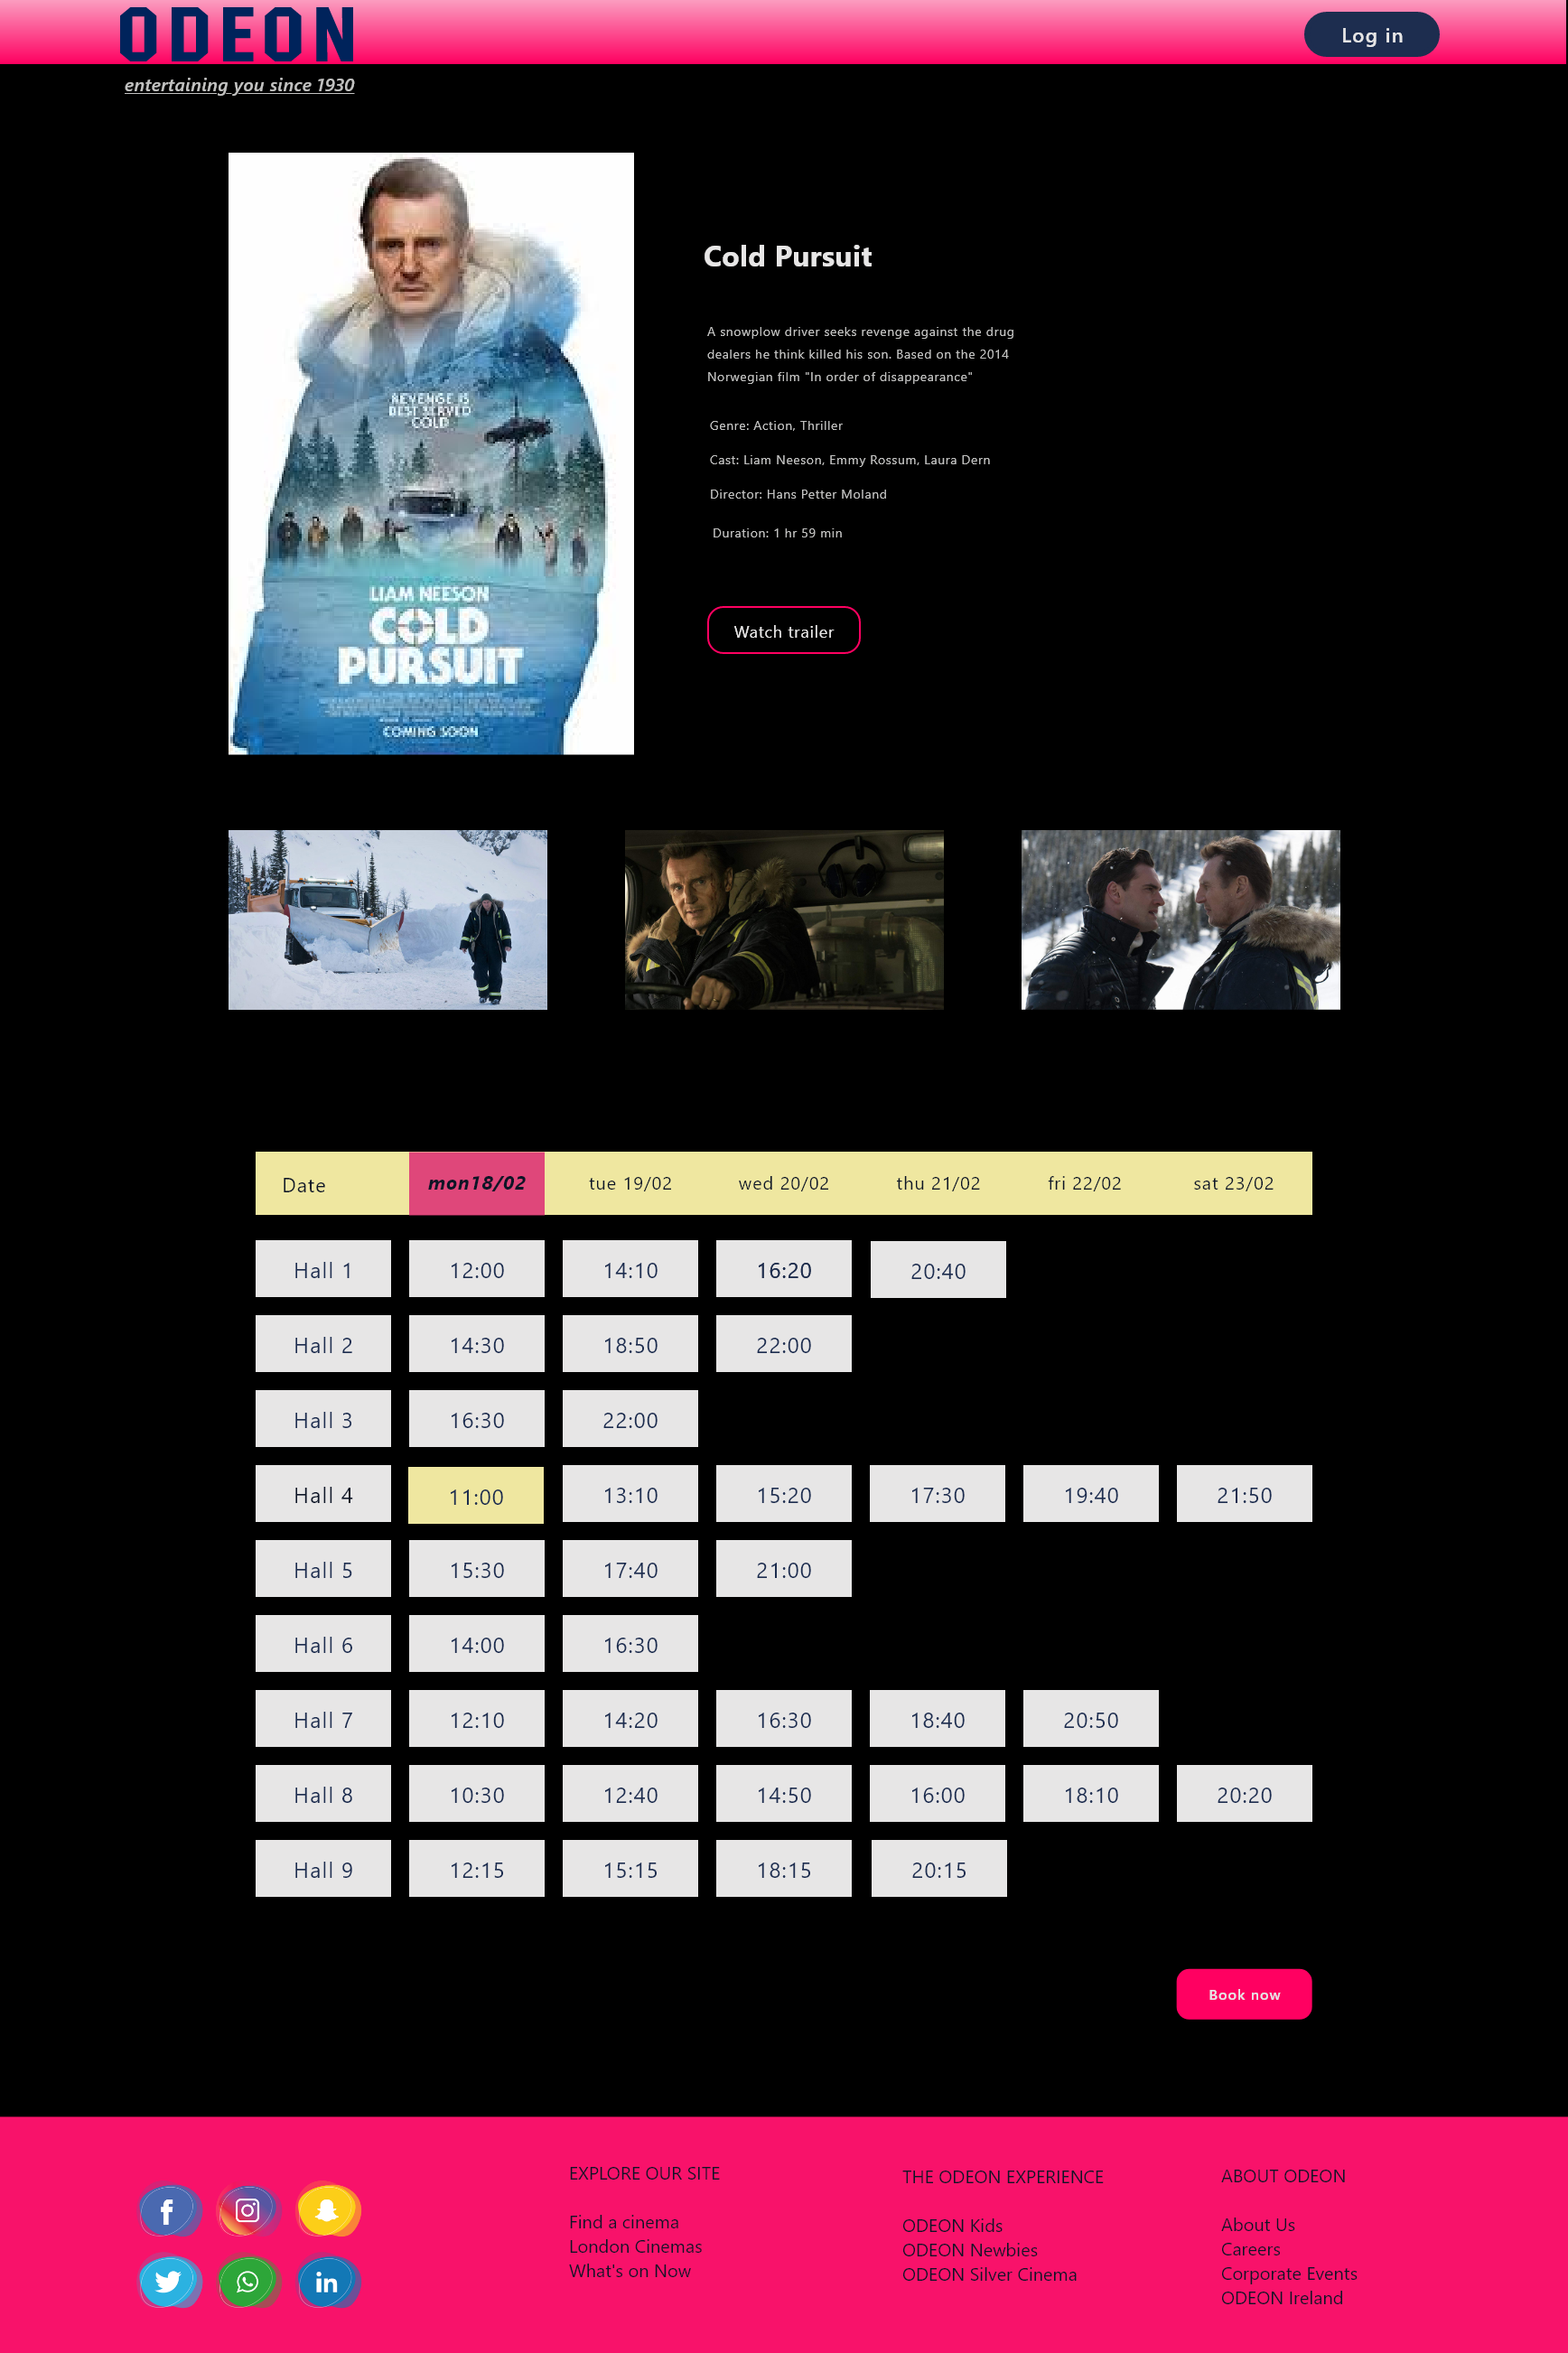 ODEON
Log in
entertaining you since 1930
REVENGE IS
BEST SERVED
COLD
LIAM NEESON
COLD
PURSUIT
COMING SOON
Cold Pursuit
A snowplow driver seeks revenge against the drug
dealers he think killed his son. Based on the 2014
Norwegian film "In order of disappearance"
Genre: Action, Thriller
Cast: Liam Neeson, Emmy Rossum, Laura Dern
Director: Hans Petter Moland
Duration: 1 hr 59 min
Watch trailer
Date mon18/02 tue 19/02 wed 20/02 thu 21/02 fri 22/02 sat 23/02
Hall 1 12:00 14:10 16:20 20:40
Hall 2 14:30 18:50 22:00
Hall 3 16:30 22:00
Hall 4 11:00 13:10 15:20 17:30 19:40 21:50
Hall 5 15:30 17:40 21:00
Hall 6 14:00 16:30
Hall 7 12:10 14:20 16:30 18:40 20:50
Hall 8 10:30 12:40 14:50 16:00 18:10 20:20
Hall 9 12:15 15:15 18:15 20:15
Book now
EXPLORE OUR SITE
Find a cinema
London Cinemas
What's on Now
THE ODEON EXPERIENCE
ODEON Kids
ODEON Newbies
ODEON Silver Cinema
ABOUT ODEON
About Us
Careers
Corporate Events
ODEON Ireland